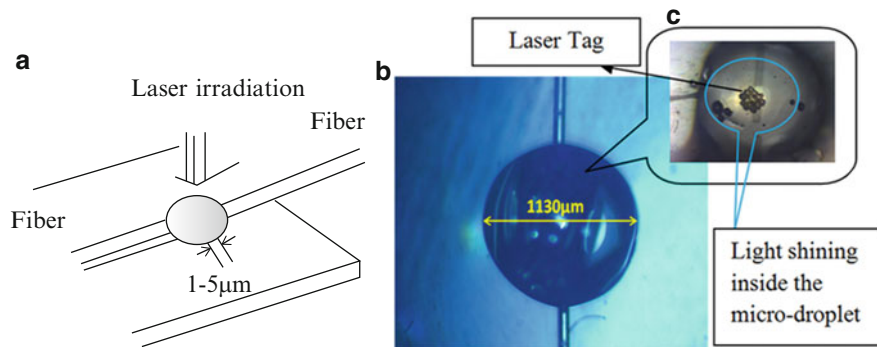 a
Laser irradiation
Fiber
Fiber
1-5μm
b
1130μm
Laser Tag
c
Light shining
inside the
micro-droplet